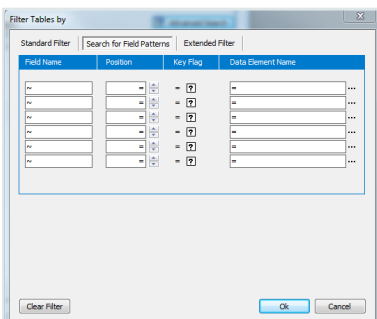 Filter Tables by
Standard Filter Search for Field Patterns Extended Filter
Field Name Position Key Flag Data Element Name
~ = = ? = ...
~ = = ? = ...
~ = = ? = ...
~ = = ? = ...
~ = = ? = ...
~ = = ? = ...
Clear Filter Ok Cancel